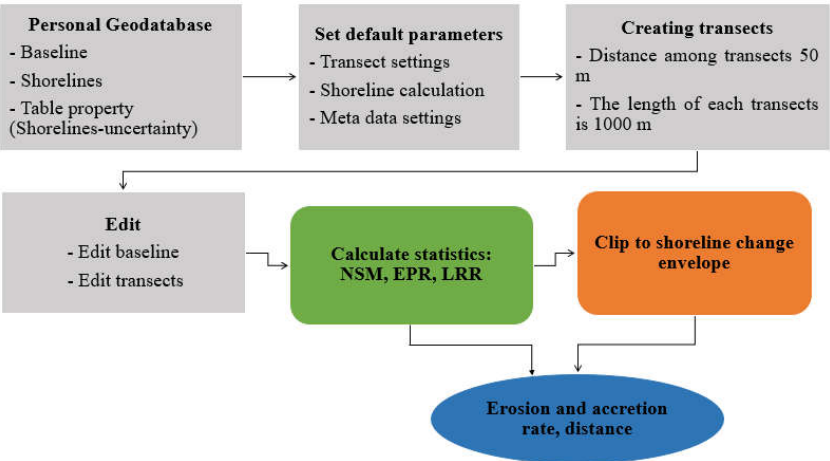 Personal Geodatabase
- Baseline
- Shorelines
- Table property
(Shorelines-uncertainty)
Set default parameters
- Transect settings
- Shoreline calculation
- Meta data settings
Creating transects
- Distance among transects 50
m
- The length of each transects
is 1000 m
Edit
- Edit baseline
- Edit transects
Calculate statistics:
NSM, EPR, LRR
Clip to shoreline change
envelope
Erosion and accretion
rate, distance